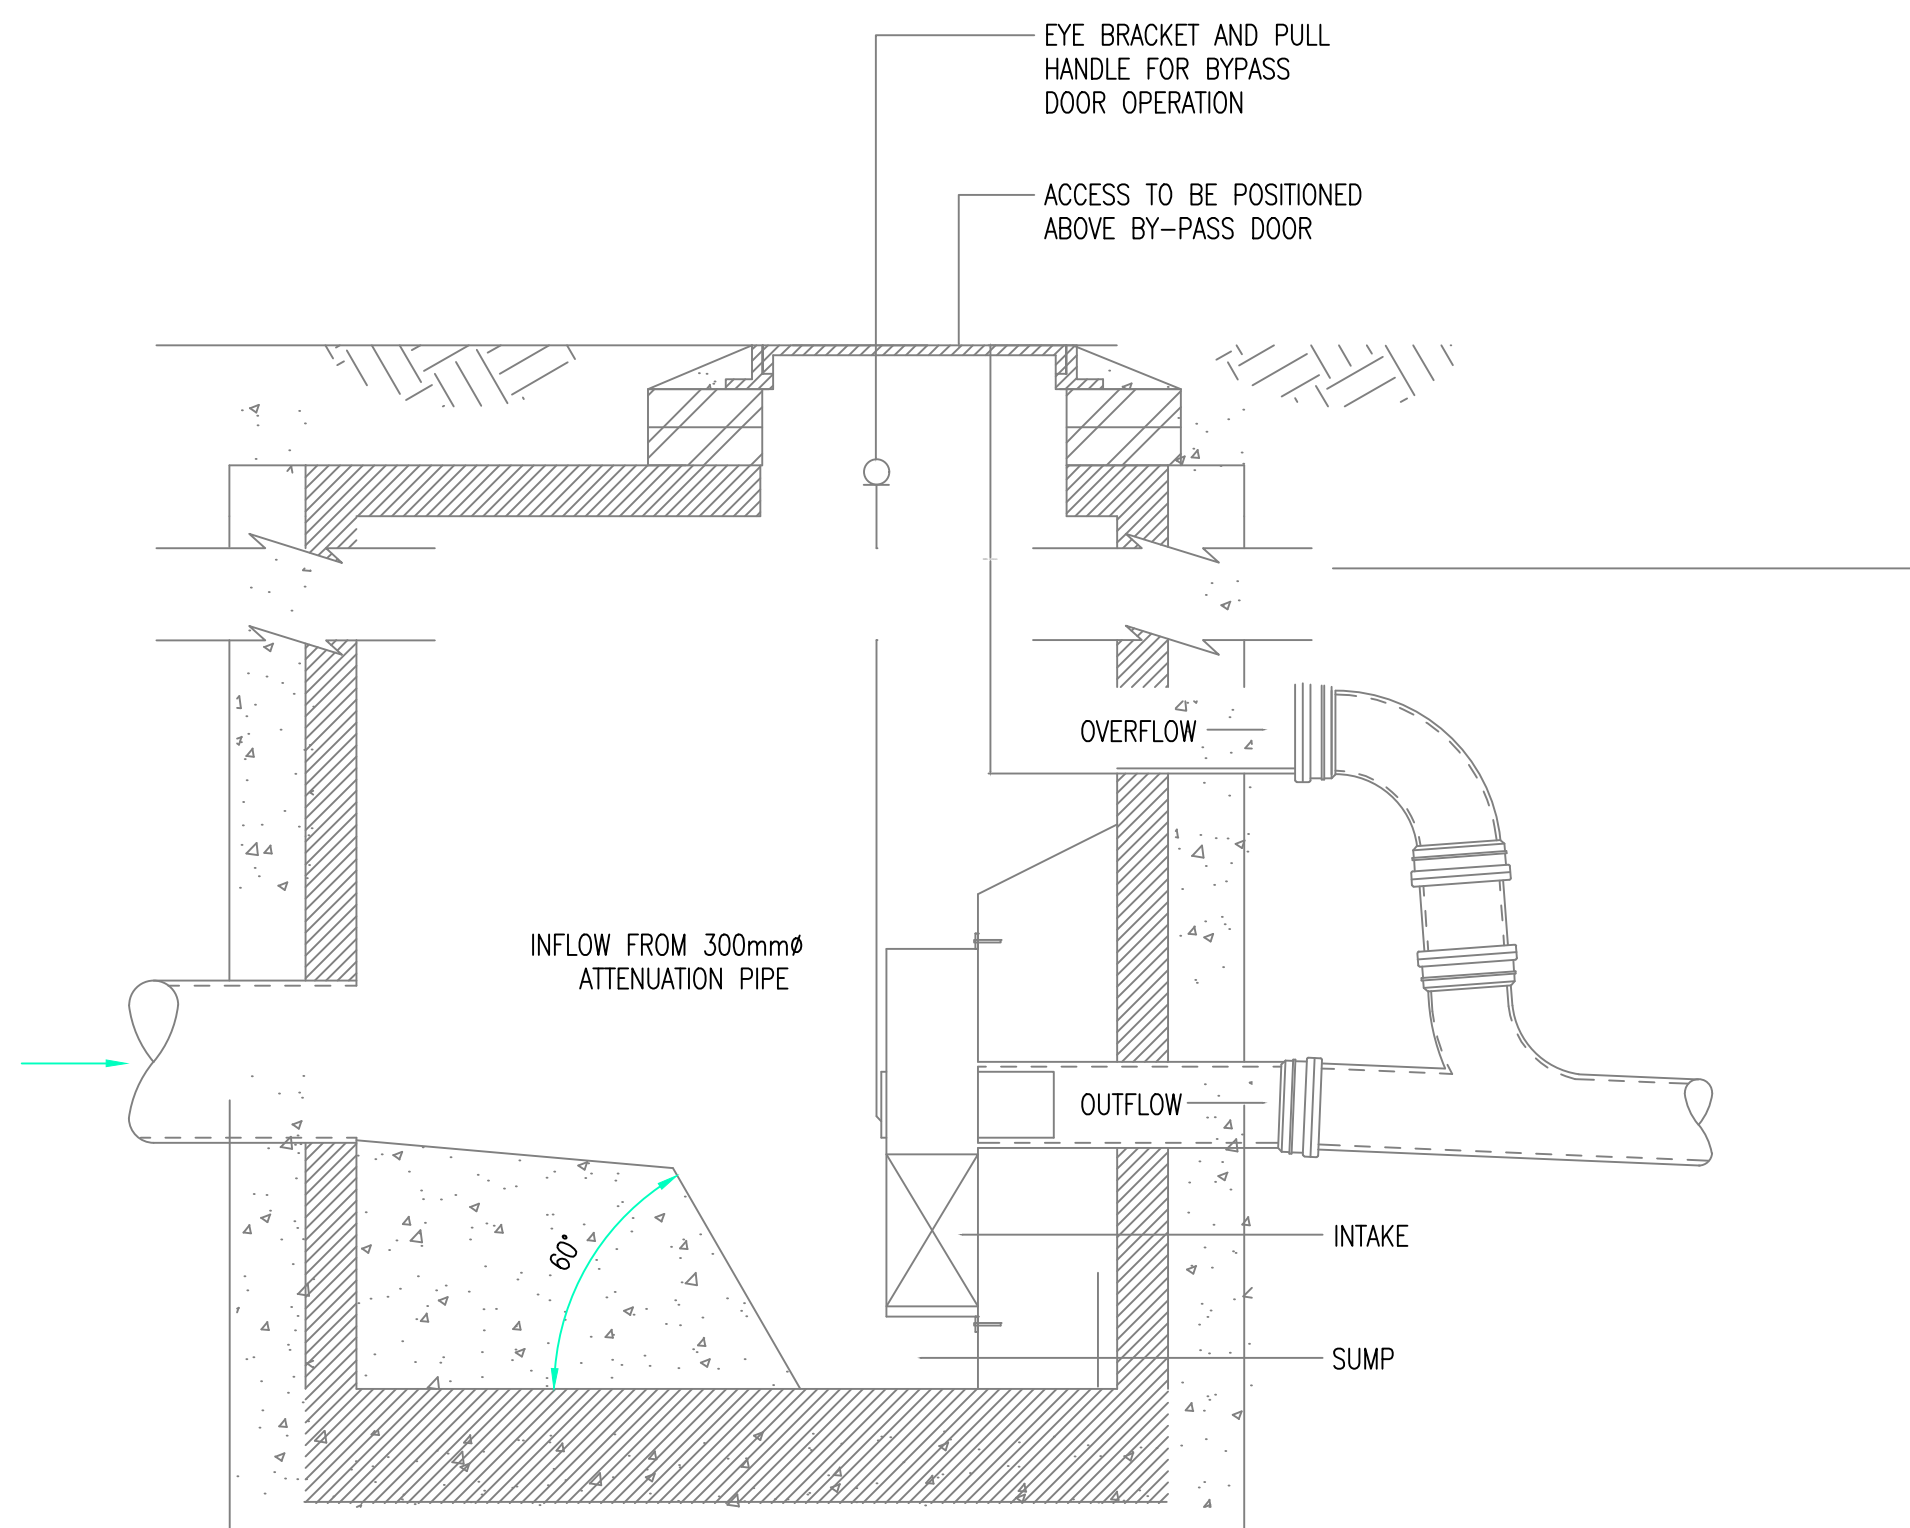 EYE BRACKET AND PULL
HANDLE FOR BYPASS
DOOR OPERATION
ACCESS TO BE POSITIONED
ABOVE BY-PASS DOOR
OVERFLOW
INFLOW FROM 300mmø
ATTENUATION PIPE
OUTFLOW
60°
INTAKE
SUMP